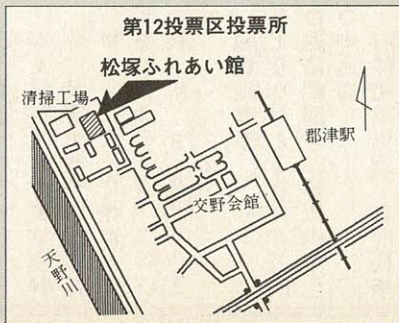 第12投票区投票所
松塚ふれあい館
清掃工場
郡津駅
交野会館
天野川